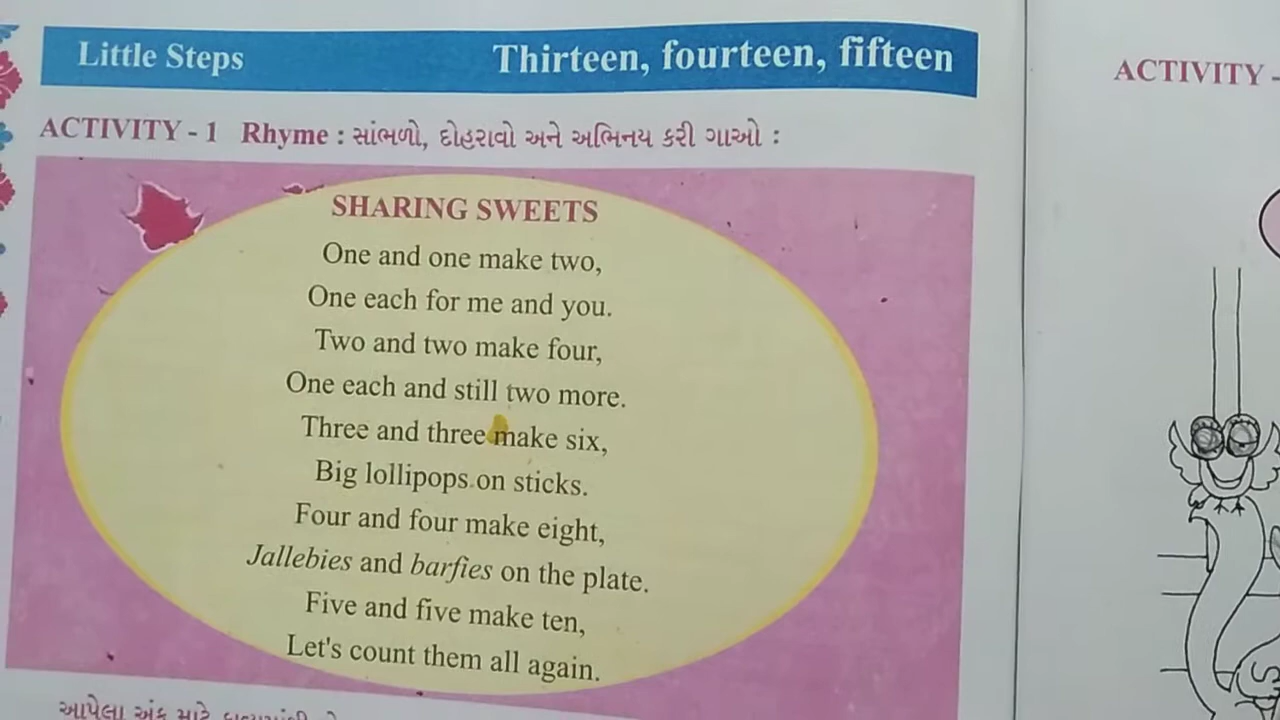 Little Steps Thirteen, fourteen, fifteen
ACTIVITY - 1 Rhyme : સાંભળો, દોહરાવો અને અભિનય કરી ગાઓ :
SHARING SWEETS
One and one make two,
One each for me and you.
Two and two make four,
One each and still two more.
Three and three make six,
Big lollipops on sticks.
Four and four make eight,
Jallebies and barfies on the plate.
Five and five make ten,
Let's count them all again.
આપેલા અંક માટે
ACTIVITY -